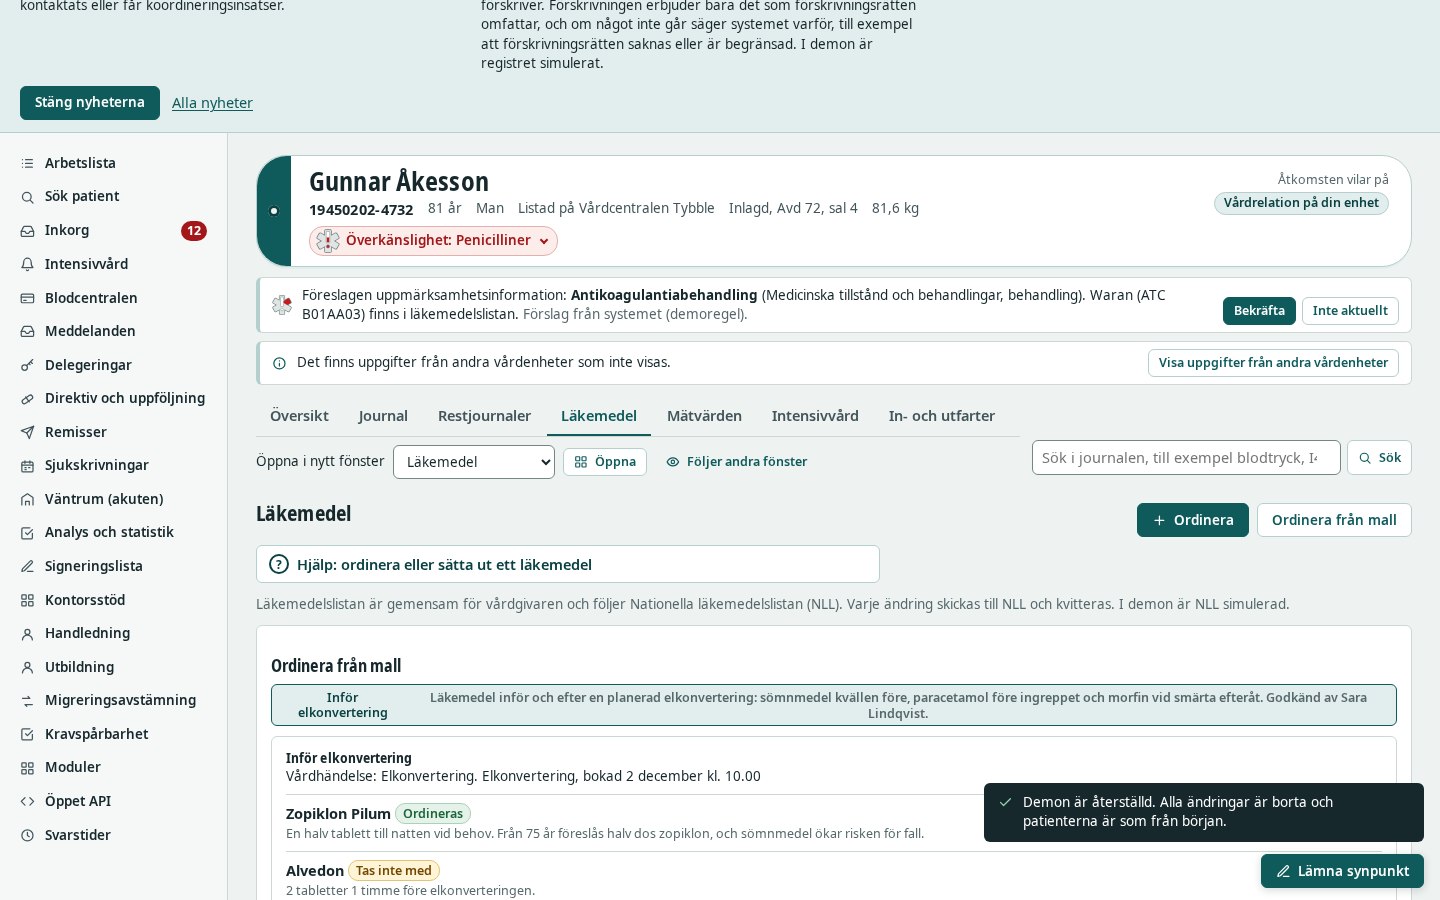 kontaktats eller får koordineringsinsatser.
förskriver. Förskrivningen erbjuder bara det som förskrivningsrätten
omfattar, och om något inte går säger systemet varför, till exempel
att förskrivningsrätten saknas eller är begränsad. I demon är
registret simulerat.
Stäng nyheterna
Alla nyheter
Arbetslista
Sök patient
Inkorg 12
Intensivvård
Blodcentralen
Meddelanden
Delegeringar
Direktiv och uppföljning
Remisser
Sjukskrivningar
Väntrum (akuten)
Analys och statistik
Signeringslista
Kontorsstöd
Handledning
Utbildning
Migreringsavstämning
Kravspårbarhet
Moduler
Öppet API
Svarstider
Gunnar Åkesson
19450202-4732 81 år Man Listad på Vårdcentralen Tybble Inlagd, Avd 72, sal 4 81,6 kg
Överkänslighet: Penicilliner
Åtkomsten vilar på
Vårdrelation på din enhet
Föreslagen uppmärksamhetsinformation: Antikoagulantiabehandling (Medicinska tillstånd och behandlingar, behandling). Waran (ATC
B01AA03) finns i läkemedelslistan. Förslag från systemet (demoregel).
Bekräfta
Inte aktuellt
Det finns uppgifter från andra vårdenheter som inte visas.
Visa uppgifter från andra vårdenheter
Översikt Journal Restjournaler Läkemedel Mätvärden Intensivvård In- och utfarter
Öppna i nytt fönster Läkemedel Öppna Följer andra fönster
Sök i journalen, till exempel blodtryck, I4
Sök
Läkemedel
Ordinera
Ordinera från mall
? Hjälp: ordinera eller sätta ut ett läkemedel
Läkemedelslistan är gemensam för vårdgivaren och följer Nationella läkemedelslistan (NLL). Varje ändring skickas till NLL och kvitteras. I demon är NLL simulerad.
Ordinera från mall
Inför
elkonvertering
Läkemedel inför och efter en planerad elkonvertering: sömnmedel kvällen före, paracetamol före ingreppet och morfin vid smärta efteråt. Godkänd av Sara
Lindqvist.
Inför elkonvertering
Vårdhändelse: Elkonvertering. Elkonvertering, bokad 2 december kl. 10.00
Zopiklon Pilum Ordineras
En halv tablett till natten vid behov. Från 75 år föreslås halv dos zopiklon, och sömnmedel ökar risken för fall.
Alvedon Tas inte med
2 tabletter 1 timme före elkonverteringen.
Demon är återställd. Alla ändringar är borta och
patienterna är som från början.
Lämna synpunkt